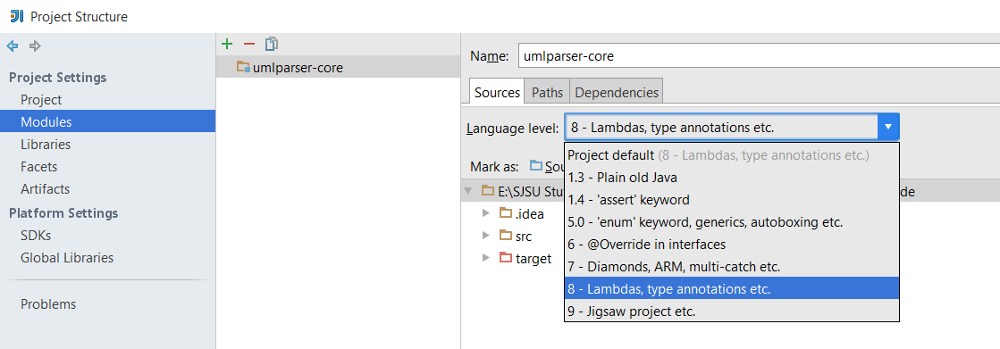 Project Structure
Project Settings
Project
Modules
Libraries
Facets
Artifacts
Platform Settings
SDKs
Global Libraries
Problems
umlparser-core
Name: umlparser-core
Sources Paths Dependencies
Language level: 8 - Lambdas, type annotations etc.
Project default (8 - Lambdas, type annotations etc.)
1.3 - Plain old Java
1.4 - 'assert' keyword
5.0 - 'enum' keyword, generics, autoboxing etc.
6 - @Override in interfaces
7 - Diamonds, ARM, multi-catch etc.
8 - Lambdas, type annotations etc.
9 - Jigsaw project etc.
Mark as: Sou
E:\SJSU Stu de
.idea
src
target